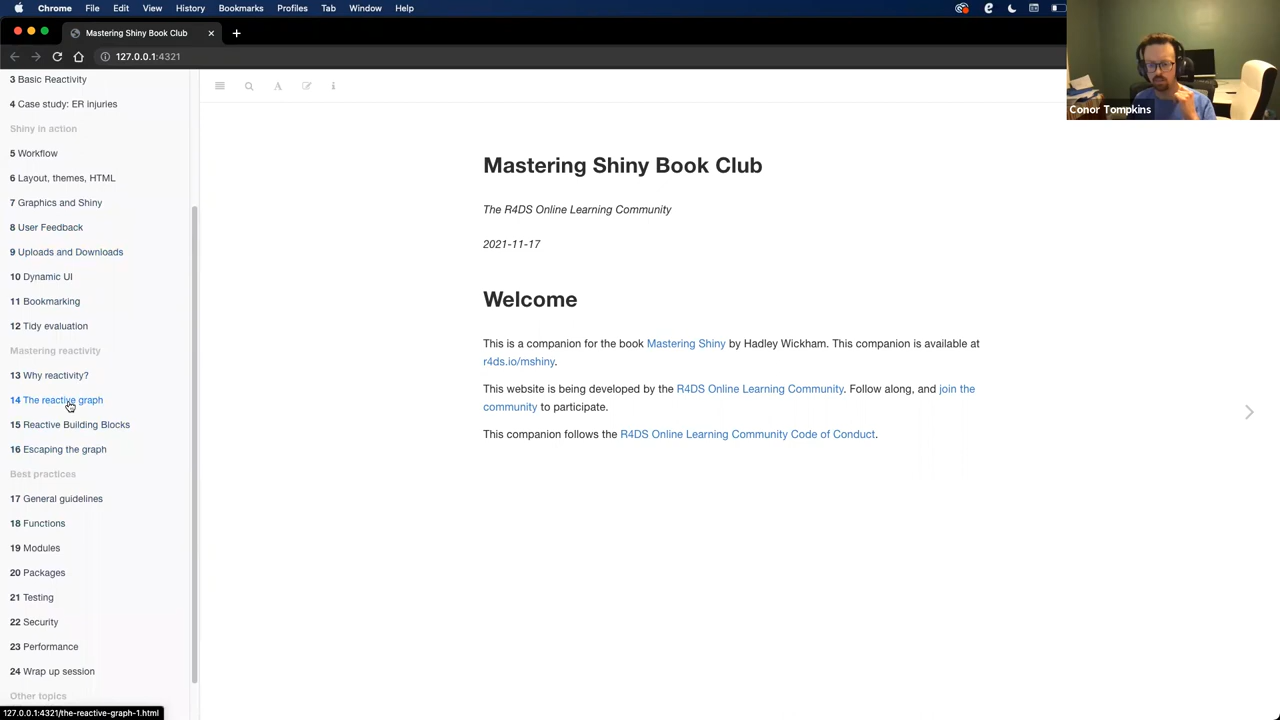 Chrome File Edit View History Bookmarks Profiles Tab Window Help
Mastering Shiny Book Club
127.0.0.1:4321
Conor Tompkins
3 Basic Reactivity
4 Case study: ER injuries
Shiny in action
5 Workflow
6 Layout, themes, HTML
7 Graphics and Shiny
8 User Feedback
9 Uploads and Downloads
10 Dynamic UI
11 Bookmarking
12 Tidy evaluation
Mastering reactivity
13 Why reactivity?
14 The reactive graph
15 Reactive Building Blocks
16 Escaping the graph
Best practices
17 General guidelines
18 Functions
19 Modules
20 Packages
21 Testing
22 Security
23 Performance
24 Wrap up session
Other topics
127.0.0.1:4321/the-reactive-graph-1.html
Mastering Shiny Book Club
The R4DS Online Learning Community
2021-11-17
Welcome
This is a companion for the book Mastering Shiny by Hadley Wickham. This companion is available at
r4ds.io/mshiny.
This website is being developed by the R4DS Online Learning Community. Follow along, and join the
community to participate.
This companion follows the R4DS Online Learning Community Code of Conduct.